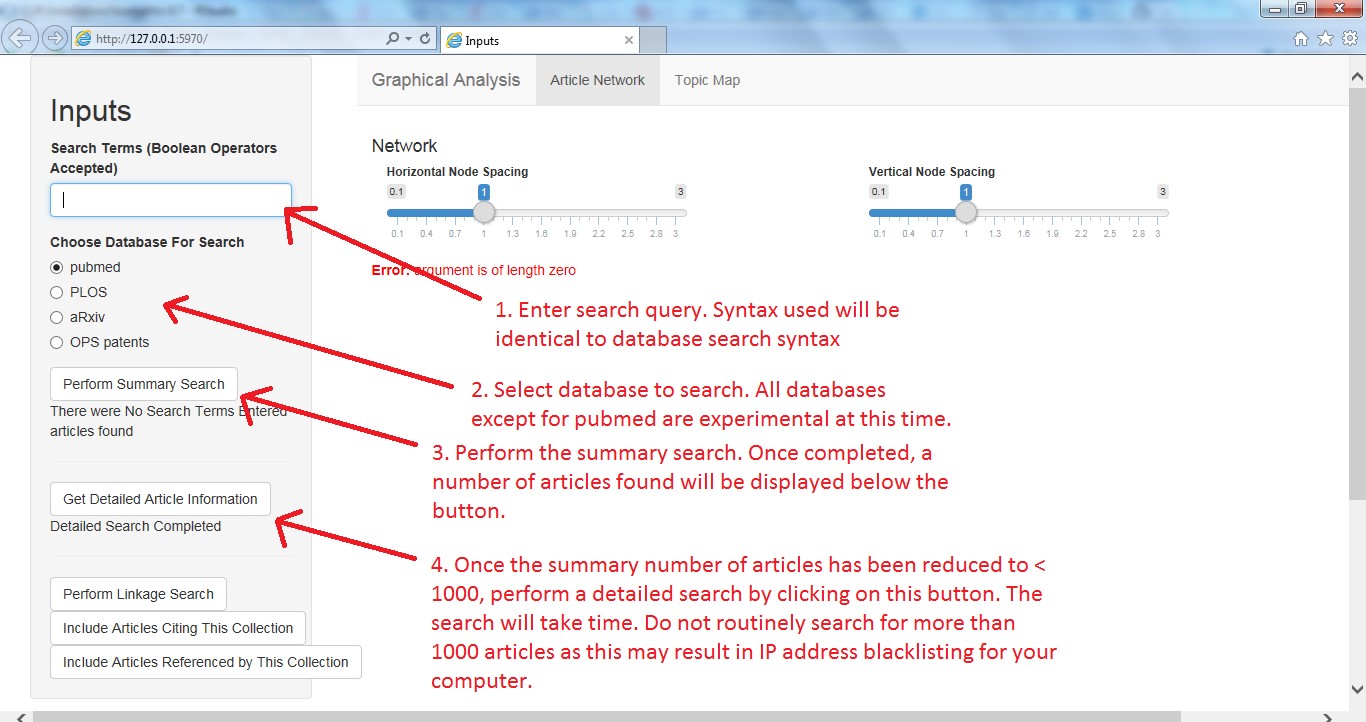 http://127.0.0.1:5970/
Inputs
Graphical Analysis
Article Network
Topic Map
Inputs
Search Terms (Boolean Operators
Accepted)
Choose Database For Search
pubmed
PLOS
aRxiv
OPS patents
Perform Summary Search
There were No Search Terms Entered
articles found
Get Detailed Article Information
Detailed Search Completed
Perform Linkage Search
Include Articles Citing This Collection
Include Articles Referenced by This Collection
Network
Horizontal Node Spacing
0.1 1 3
0.1 0.4 0.7 1 1.3 1.6 1.9 2.2 2.5 2.8 3
Vertical Node Spacing
0.1 1 3
0.1 0.4 0.7 1 1.3 1.6 1.9 2.2 2.5 2.8 3
Error: argument is of length zero
1. Enter search query. Syntax used will be
identical to database search syntax
2. Select database to search. All databases
except for pubmed are experimental at this time.
3. Perform the summary search. Once completed, a
number of articles found will be displayed below the
button.
4. Once the summary number of articles has been reduced to <
1000, perform a detailed search by clicking on this button. The
search will take time. Do not routinely search for more than
1000 articles as this may result in IP address blacklisting for your
computer.